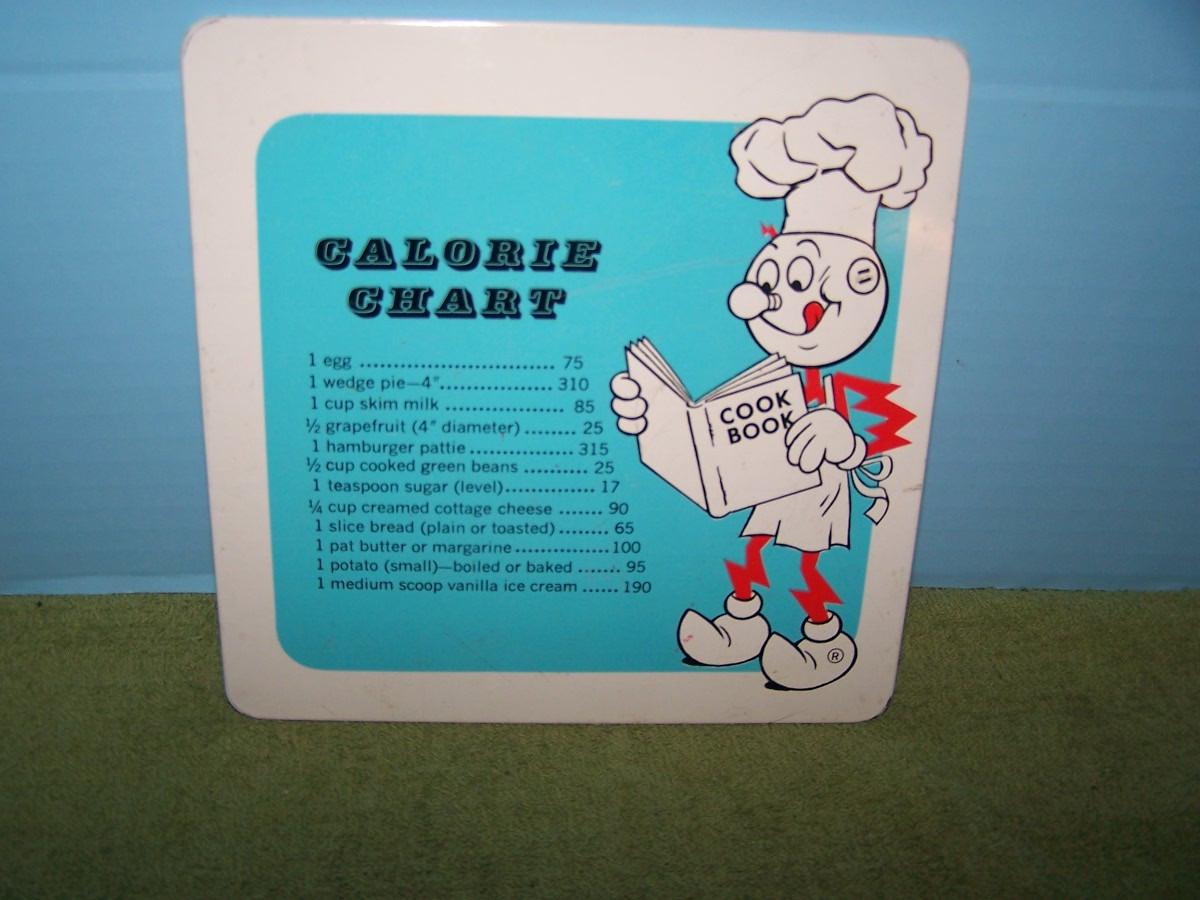 CALORIE
CHART
1 egg ............................ 75
1 wedge pie—4"................ 310
1 cup skim milk ................. 85
½ grapefruit (4" diameter) ........ 25
1 hamburger pattie ............... 315
½ cup cooked green beans .......... 25
1 teaspoon sugar (level)............. 17
¼ cup creamed cottage cheese ....... 90
1 slice bread (plain or toasted)........ 65
1 pat butter or margarine ..............100
1 potato (small)—boiled or baked ....... 95
1 medium scoop vanilla ice cream ...... 190
COOK
BOOK
®